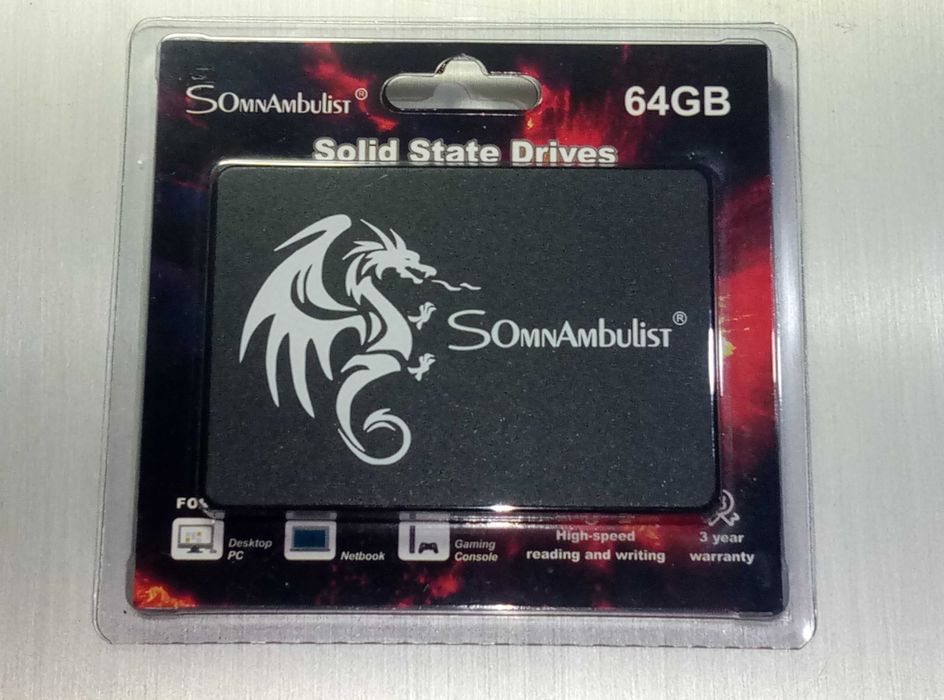 SOmnAmbulist®
64GB
Solid State Drives
SOmnAmbulist®
Desktop
PC
Netbook
Gaming
Console
High-speed
reading and writing
3 year
warranty